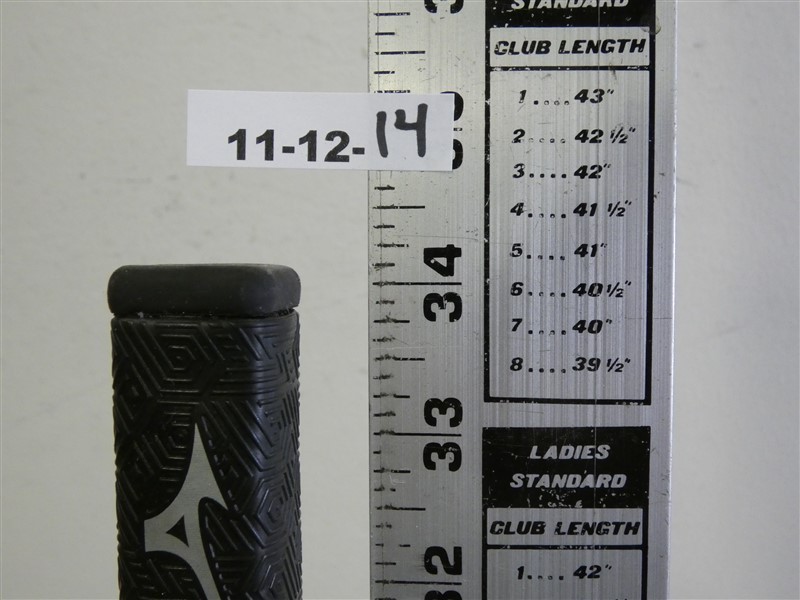 STANDARD
CLUB LENGTH
1....43"
2....42 ½"
3....42"
4....41 ½"
5....41"
6....40 ½"
7....40"
8....39 ½"
LADIES
STANDARD
CLUB LENGTH
1....42"
11-12-14
34
33
32